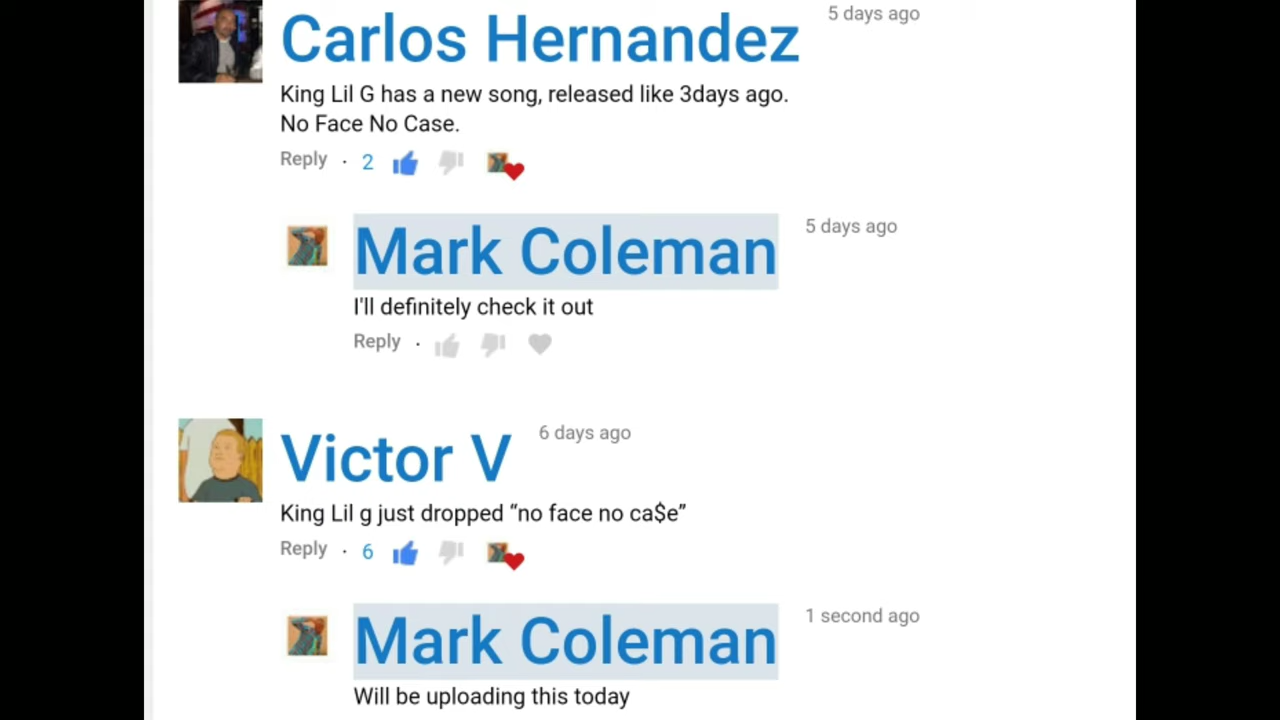 Carlos Hernandez 5 days ago
King Lil G has a new song, released like 3days ago.
No Face No Case.
Reply · 2
Mark Coleman 5 days ago
I'll definitely check it out
Reply ·
Victor V 6 days ago
King Lil g just dropped “no face no ca$e”
Reply · 6
Mark Coleman 1 second ago
Will be uploading this today